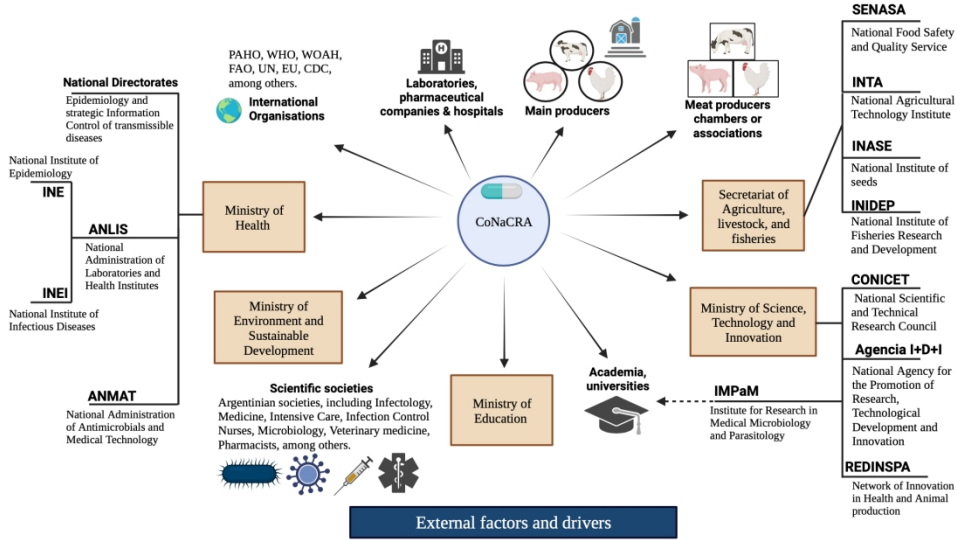 SENASA
National Food Safety
and Quality Service
INTA
National Agricultural
Technology Institute
INASE
National Institute of
seeds
INIDEP
National Institute of
Fisheries Research
and Development
PAHO, WHO, WOAH,
FAO, UN, EU, CDC,
among others.
International
Organisations
H
Laboratories,
pharmaceutical
companies & hospitals
Main producers
Meat producers
chambers or
associations
National Directorates
Epidemiology and
strategic Information
Control of transmissible
diseases
National Institute of
Epidemiology
INE
ANLIS
National
Administration of
Laboratories and
Health Institutes
INEI
National Institute of
Infectious Diseases
ANMAT
National Administration
of Antimicrobials and
Medical Technology
Ministry of
Health
CoNaCRA
Secretariat of
Agriculture,
livestock, and
fisheries
Ministry of
Environment and
Sustainable
Development
Ministry of Science,
Technology and
Innovation
CONICET
National Scientific
and Technical
Research Council
Agencia I+D+I
National Agency for
the Promotion of
Research,
Technological
Development and
Innovation
REDINSPA
Network of Innovation
in Health and Animal
production
Scientific societies
Argentinian societies, including Infectology,
Medicine, Intensive Care, Infection Control
Nurses, Microbiology, Veterinary medicine,
Pharmacists, among others.
Ministry of
Education
Academia,
universities
IMPaM
Institute for Research in
Medical Microbiology
and Parasitology
External factors and drivers